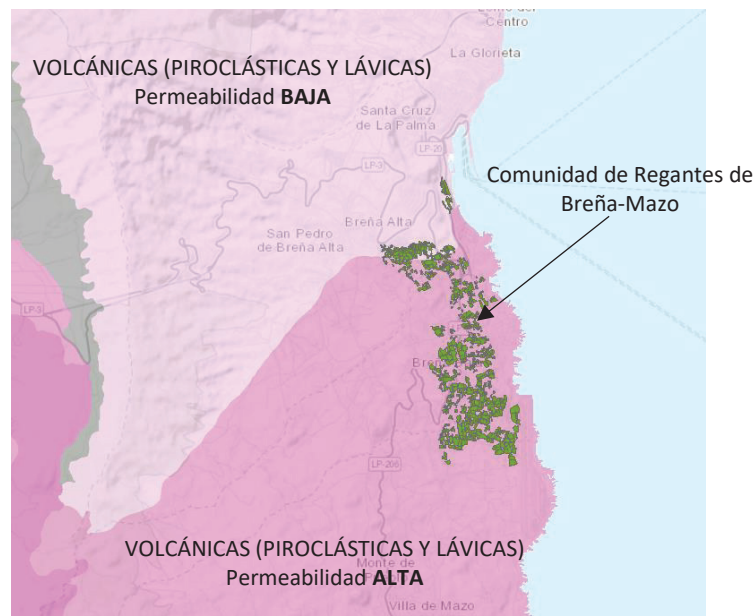 Centro
La Glorieta
VOLCÁNICAS (PIROCLÁSTICAS Y LÁVICAS)
Permeabilidad BAJA
Santa Cruz
de La Palma
LP-20
LP-3
Comunidad de Regantes de
Breña-Mazo
Breña Alta
San Pedro
de Breña Alta
LP-3
LP-206
VOLCÁNICAS (PIROCLÁSTICAS Y LÁVICAS)
Permeabilidad ALTA
Monte de
Villa de Mazo